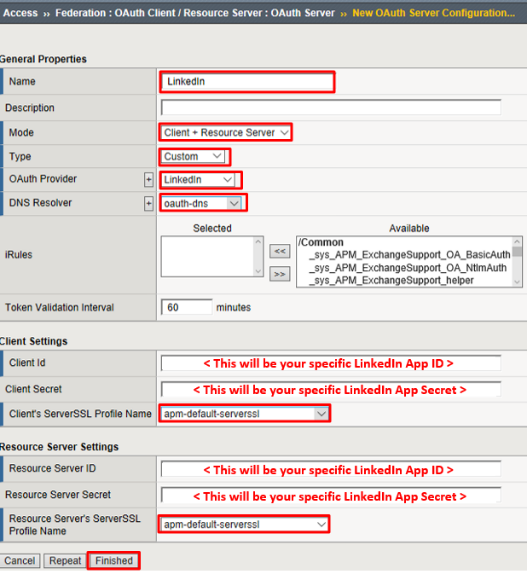 Access ›› Federation : OAuth Client / Resource Server : OAuth Server ›› New OAuth Server Configuration...
General Properties
Name LinkedIn
Description
Mode Client + Resource Server
Type Custom
OAuth Provider + LinkedIn
DNS Resolver + oauth-dns
Selected Available
iRules << >> /Common
_sys_APM_ExchangeSupport_OA_BasicAuth
_sys_APM_ExchangeSupport_OA_NtlmAuth
_sys_APM_ExchangeSupport_helper
Token Validation Interval 60 minutes
Client Settings
Client Id < This will be your specific LinkedIn App ID >
Client Secret < This will be your specific LinkedIn App Secret >
Client's ServerSSL Profile Name apm-default-serverssl
Resource Server Settings
Resource Server ID < This will be your specific LinkedIn App ID >
Resource Server Secret < This will be your specific LinkedIn App Secret >
Resource Server's ServerSSL
Profile Name apm-default-serverssl
Cancel Repeat Finished